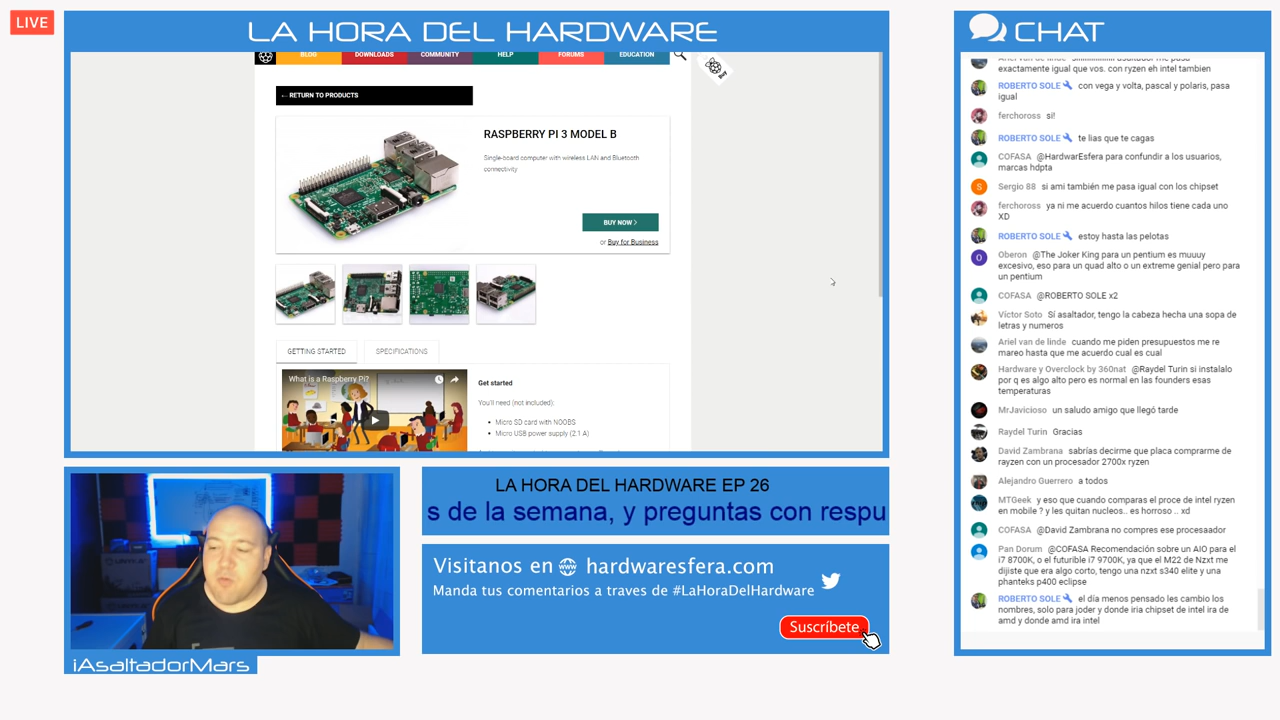 LIVE
LA HORA DEL HARDWARE
BLOG
DOWNLOADS
COMMUNITY
HELP
FORUMS
EDUCATION
Buy
← RETURN TO PRODUCTS
RASPBERRY PI 3 MODEL B
Single-board computer with wireless LAN and Bluetooth
connectivity
BUY NOW >
or Buy for Business
GETTING STARTED
SPECIFICATIONS
What is a Raspberry Pi?
Get started
You'll need (not included):
• Micro SD card with NOOBS
• Micro USB power supply (2.1 A)
iAsaltadorMars
LA HORA DEL HARDWARE EP 26
s de la semana, y preguntas con respu
Visitanos en hardwaresfera.com
Manda tus comentarios a traves de #LaHoraDelHardware
Suscríbete
CHAT
exactamente igual que vos. con ryzen eh intel tambien
ROBERTO SOLE con vega y volta, pascal y polaris, pasa
igual
ferchoross si!
ROBERTO SOLE te lias que te cagas
COFASA @HardwarEsfera para confundir a los usuarios,
marcas hdpta
S
Sergio 88 si ami también me pasa igual con los chipset
ferchoross ya ni me acuerdo cuantos hilos tiene cada uno
XD
ROBERTO SOLE estoy hasta las pelotas
O
Oberon @The Joker King para un pentium es muuuy
excesivo, eso para un quad alto o un extreme genial pero para
un pentium
COFASA @ROBERTO SOLE x2
Víctor Soto Sí asaltador, tengo la cabeza hecha una sopa de
letras y numeros
Ariel van de linde cuando me piden presupuestos me re
mareo hasta que me acuerdo cual es cual
Hardware y Overclock by 360nat @Raydel Turin si instalalo
por q es algo alto pero es normal en las founders esas
temperaturas
MrJavicioso un saludo amigo que llegó tarde
Raydel Turín Gracias
David Zambrana sabrías decirme que placa comprarme de
rayzen con un procesador 2700x ryzen
Alejandro Guerrero a todos
MTGeek y eso que cuando comparas el proce de intel ryzen
en mobile ? y les quitan nucleos.. es horroso .. xd
COFASA @David Zambrana no compres ese procesaador
Pan Dorum @COFASA Recomendación sobre un AIO para el
i7 8700K, o el futurible i7 9700K, ya que el M22 de Nzxt me
dijiste que era algo corto, tengo una nzxt s340 elite y una
phanteks p400 eclipse
ROBERTO SOLE el día menos pensado les cambio los
nombres, solo para joder y donde iria chipset de intel ira de
amd y donde amd ira intel